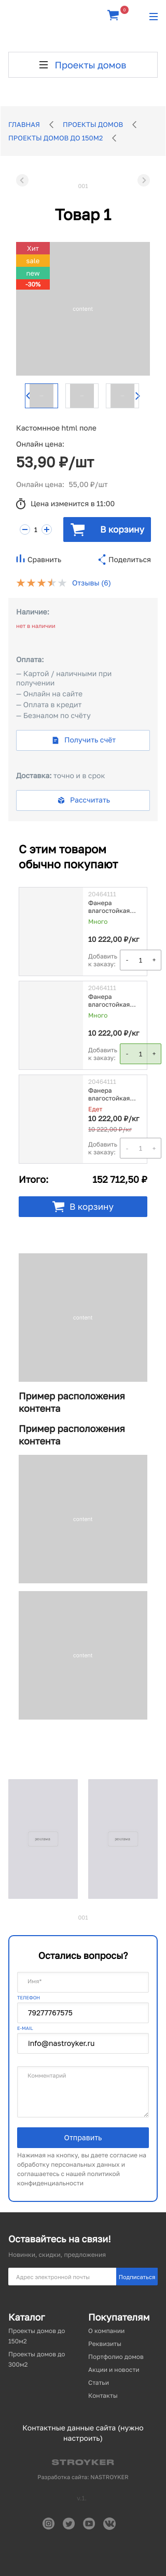 0
Проекты домов
ГЛАВНАЯ
ПРОЕКТЫ ДОМОВ
ПРОЕКТЫ ДОМОВ ДО 150М2
001
Товар 1
Хит
sale
new
-30%
content
Кастомнное html поле
Онлайн цена:
53,90 ₽/шт
Онлайн цена: 55,00 ₽/шт
Цена изменится в 11:00
1
В корзину
Сравнить
Поделиться
Отзывы (6)
Наличие:
нет в наличии
Оплата:
— Картой / наличными при
получении
— Онлайн на сайте
— Оплата в кредит
— Безналом по счёту
Получить счёт
Доставка: точно и в срок
Рассчитать
С этим товаром
обычно покупают
20464111
Фанера
влагостойкая...
Много
10 222,00 ₽/кг
Добавить
к заказу:
- 1 +
20464111
Фанера
влагостойкая...
Много
10 222,00 ₽/кг
Добавить
к заказу:
- 1 +
20464111
Фанера
влагостойкая...
Едет
10 222,00 ₽/кг
10 222,00 ₽/кг
Добавить
к заказу:
- 1 +
Итого:
152 712,50 ₽
В корзину
content
Пример расположения
контента
Пример расположения
контента
content
content
001
Остались вопросы?
Имя*
ТЕЛЕФОН
79277767575
E-MAIL
info@nastroyker.ru
Комментарий
Отправить
Нажимая на кнопку, вы даете согласие на
обработку персональных данных и
соглашаетесь с нашей политикой
конфиденциальности
Оставайтесь на связи!
Новинки, скидки, предложения
Адрес электронной почты
Подписаться
Каталог
Проекты домов до
150м2
Проекты домов до
300м2
Покупателям
О компании
Реквизиты
Портфолио домов
Акции и новости
Статьи
Контакты
Контактные данные сайта (нужно
настроить)
STROYKER
Разработка сайта: NASTROYKER